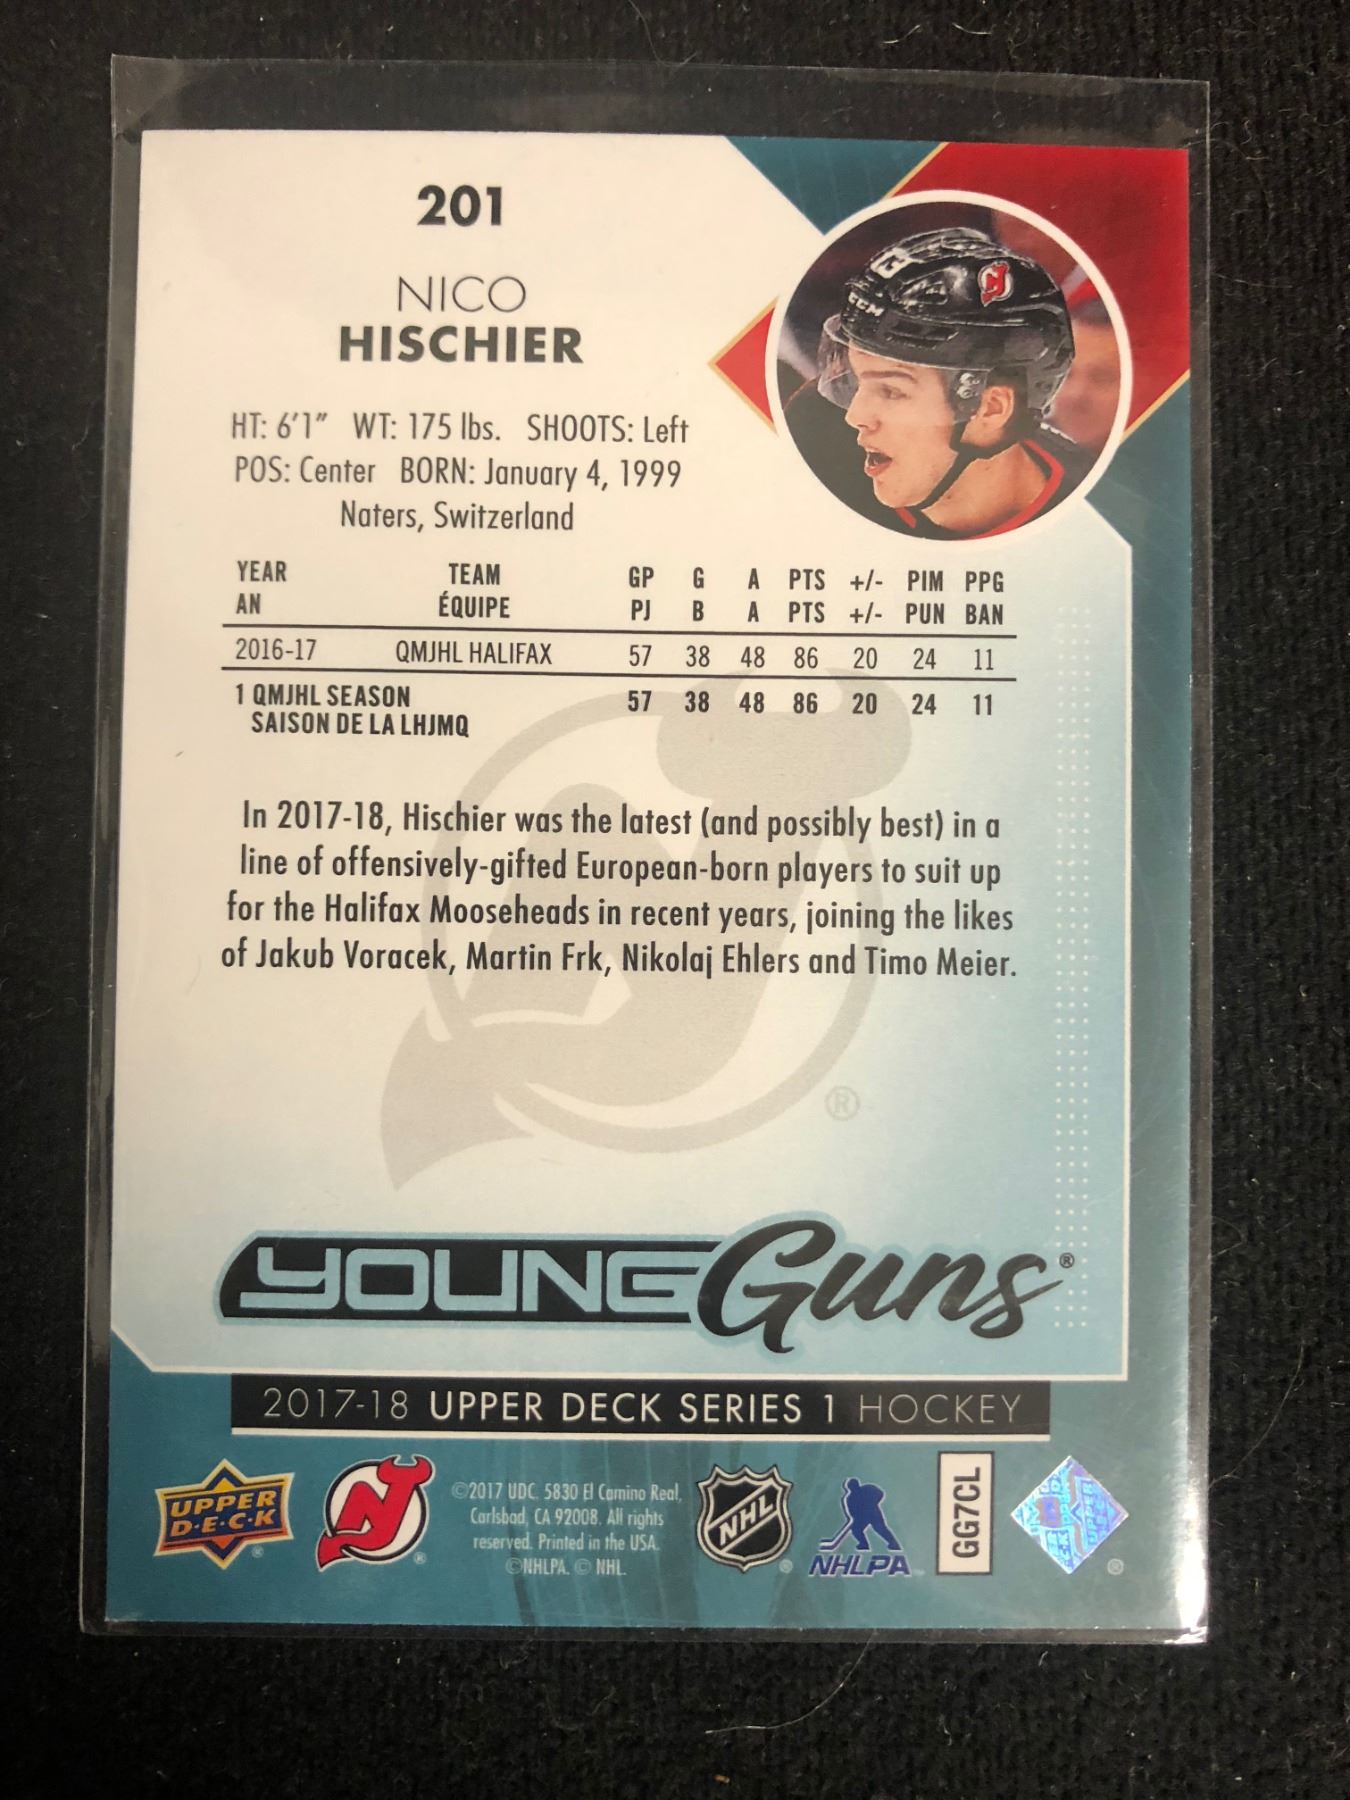 201
NICO
HISCHIER
HT: 6'1" WT: 175 lbs. SHOOTS: Left
POS: Center BORN: January 4, 1999
Naters, Switzerland
YEAR TEAM GP G A PTS +/- PIM PPG
AN ÉQUIPE PJ B A PTS +/- PUN BAN
2016-17 QMJHL HALIFAX 57 38 48 86 20 24 11
1 QMJHL SEASON 57 38 48 86 20 24 11
SAISON DE LA LHJMQ
In 2017-18, Hischier was the latest (and possibly best) in a
line of offensively-gifted European-born players to suit up
for the Halifax Mooseheads in recent years, joining the likes
of Jakub Voracek, Martin Frk, Nikolaj Ehlers and Timo Meier.
®
YOUNG Guns®
2017-18 UPPER DECK SERIES 1 HOCKEY
UPPER
D·E·C·K
®
®
©2017 UDC. 5830 El Camino Real,
Carlsbad, CA 92008. All rights
reserved. Printed in the USA.
©NHLPA. © NHL.
NHL
®
NHLPA
GG7CL
®
CCM